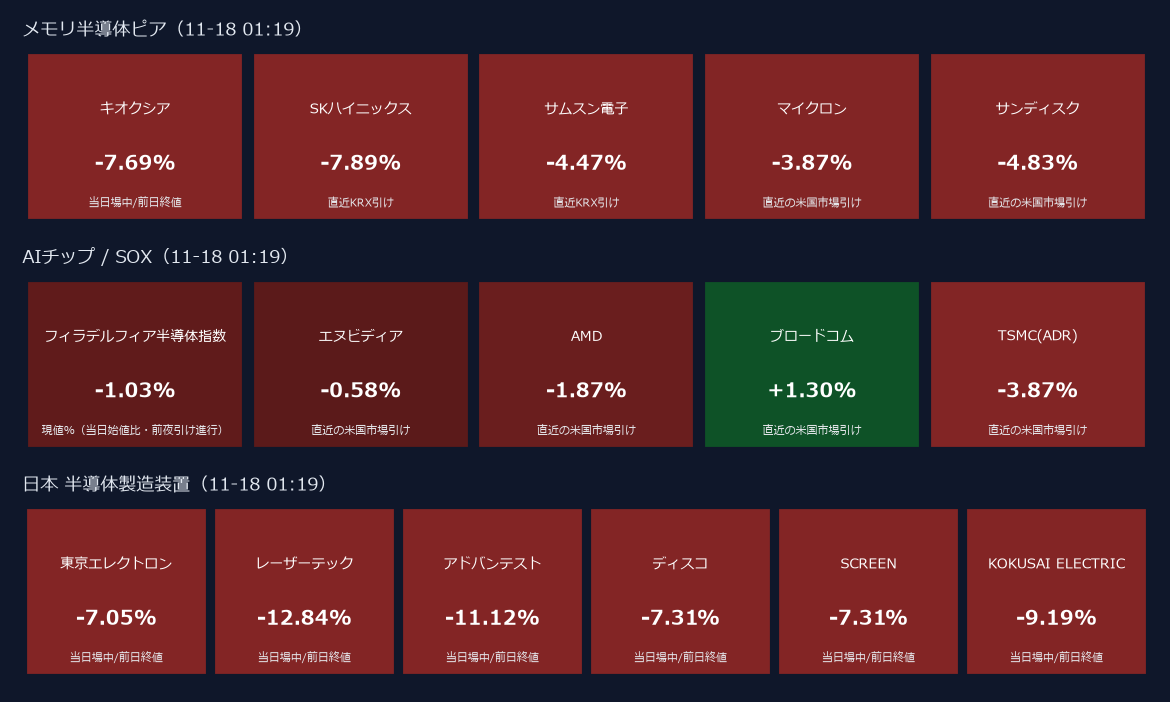 メモリ半導体ピア（11-18 01:19）
キオクシア
-7.69%
当日場中/前日終値
SKハイニックス
-7.89%
直近KRX引け
サムスン電子
-4.47%
直近KRX引け
マイクロン
-3.87%
直近の米国市場引け
サンディスク
-4.83%
直近の米国市場引け
AIチップ / SOX（11-18 01:19）
フィラデルフィア半導体指数
-1.03%
現値%（当日始値比・前夜引け進行）
エヌビディア
-0.58%
直近の米国市場引け
AMD
-1.87%
直近の米国市場引け
ブロードコム
+1.30%
直近の米国市場引け
TSMC(ADR)
-3.87%
直近の米国市場引け
日本 半導体製造装置（11-18 01:19）
東京エレクトロン
-7.05%
当日場中/前日終値
レーザーテック
-12.84%
当日場中/前日終値
アドバンテスト
-11.12%
当日場中/前日終値
ディスコ
-7.31%
当日場中/前日終値
SCREEN
-7.31%
当日場中/前日終値
KOKUSAI ELECTRIC
-9.19%
当日場中/前日終値